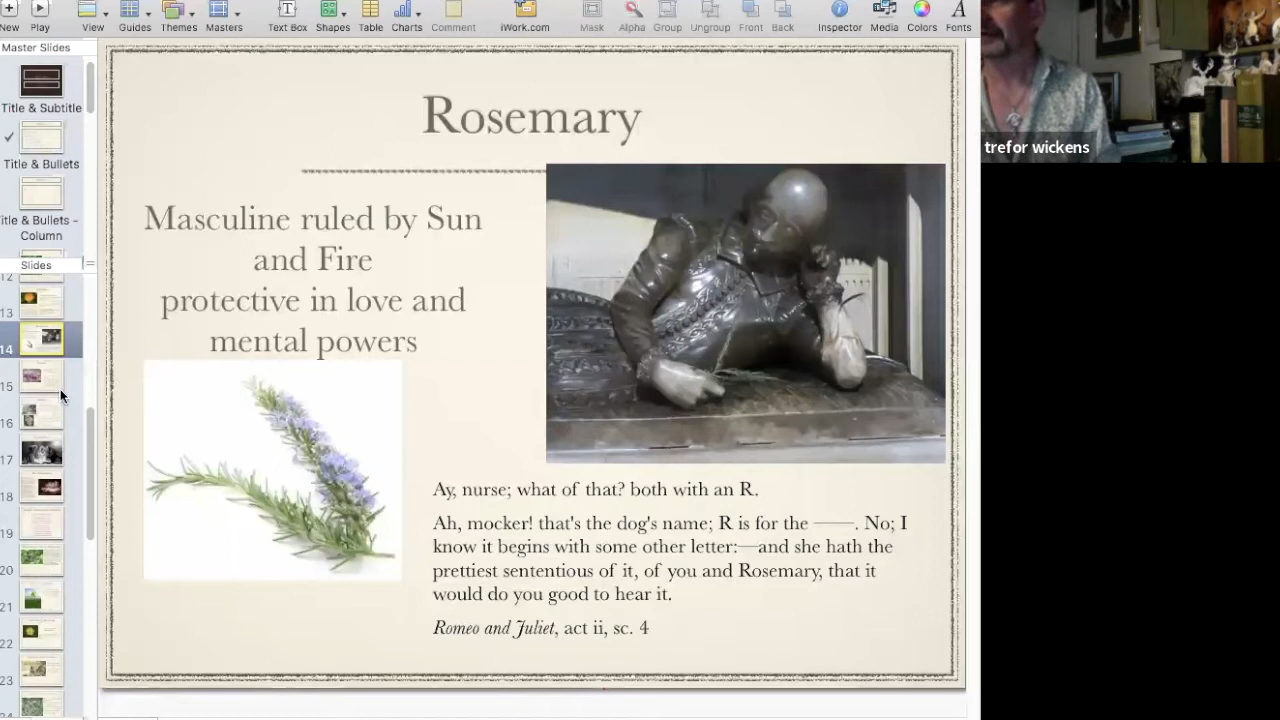 New Play View Guides Themes Masters Text Box Shapes Table Charts Comment iWork.com Mask Alpha Group Ungroup Front Back Inspector Media Colors Fonts
Master Slides
Title & Subtitle
Title & Bullets
Title & Bullets -
Column
Slides
12
13
14
15
16
17
18
19
20
21
22
23
24
Rosemary
Masculine ruled by Sun
and Fire
protective in love and
mental powers
Ay, nurse; what of that? both with an R.
Ah, mocker! that's the dog's name; R is for the ——. No; I
know it begins with some other letter:—and she hath the
prettiest sententious of it, of you and Rosemary, that it
would do you good to hear it.
Romeo and Juliet, act ii, sc. 4
trefor wickens